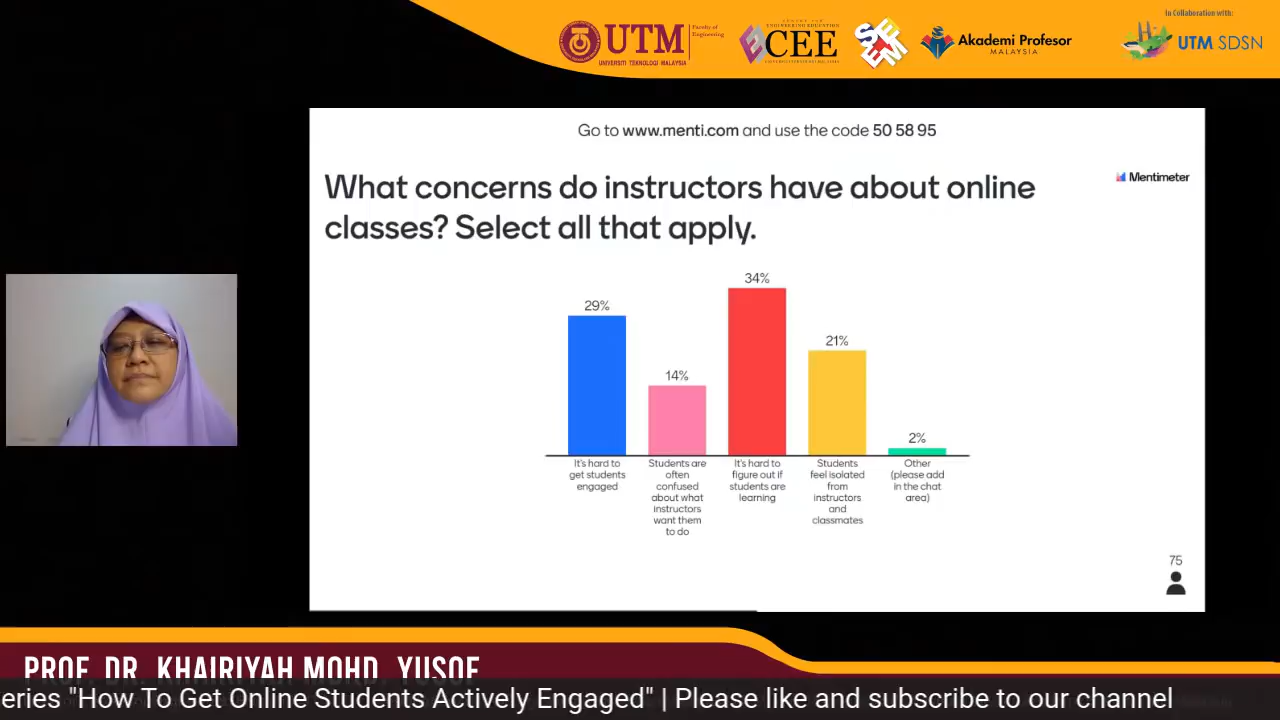 In Collaboration with:
UTM
Faculty of
Engineering
UNIVERSITI TEKNOLOGI MALAYSIA
CENTRE FOR
ENGINEERING EDUCATION
CEE
Akademi Profesor
MALAYSIA
UTM SDSN
Go to www.menti.com and use the code 50 58 95
What concerns do instructors have about online
classes? Select all that apply.
Mentimeter
29%
14%
34%
21%
2%
It's hard to
get students
engaged
Students are
often
confused
about what
instructors
want them
to do
It's hard to
figure out if
students are
learning
Students
feel isolated
from
instructors
and
classmates
Other
(please add
in the chat
area)
75
PROF. DR. KHAIRIYAH MOHD. YUSOF
eries "How To Get Online Students Actively Engaged" | Please like and subscribe to our channel